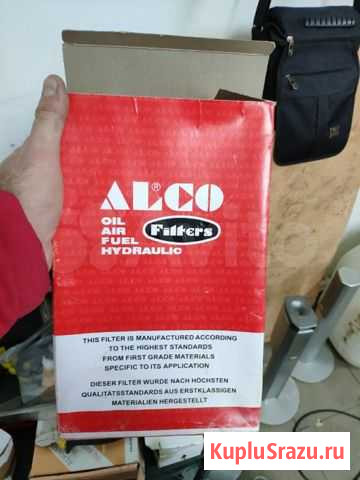 ALCO®
OIL
AIR
FUEL
HYDRAULIC
Filters
THIS FILTER IS MANUFACTURED ACCORDING
TO THE HIGHEST STANDARDS
FROM FIRST GRADE MATERIALS
SPECIFIC TO ITS APPLICATION
DIESER FILTER WURDE NACH HÖCHSTEN
QUALITATSSTANDARDS AUS ERSTKLASSIGEN
MATERIALIEN HERGESTELLT
KupluSrazu.ru